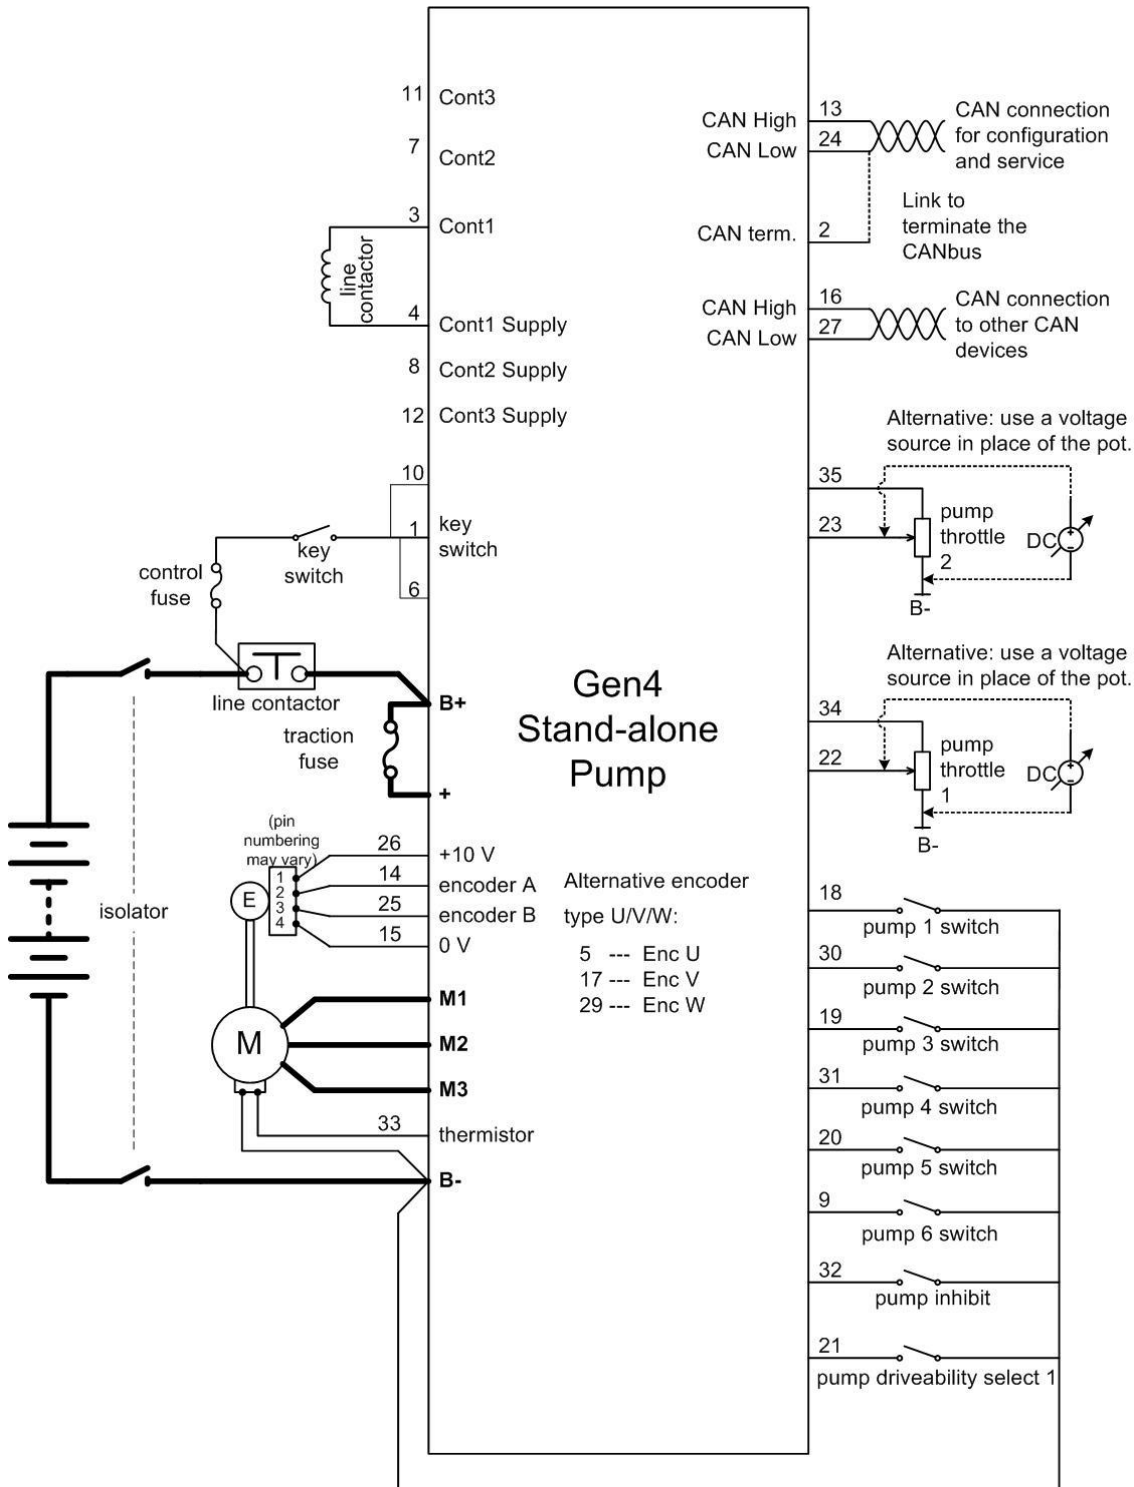 11 Cont3
7 Cont2
3 Cont1
line
contactor
4 Cont1 Supply
8 Cont2 Supply
12 Cont3 Supply
10
1 key
switch
6
key
switch
control
fuse
line contactor
B+
traction
fuse
+
isolator
(pin
numbering
may vary)
1
2
3
4
E
26 +10 V
14 encoder A
25 encoder B
15 0 V
M
M1
M2
M3
33 thermistor
B-
Gen4
Stand-alone
Pump
Alternative encoder
type U/V/W:
5 --- Enc U
17 --- Enc V
29 --- Enc W
CAN High 13
CAN Low 24
CAN connection
for configuration
and service
CAN term. 2
Link to
terminate the
CANbus
CAN High 16
CAN Low 27
CAN connection
to other CAN
devices
Alternative: use a voltage
source in place of the pot.
35
23
pump
throttle
2
DC
+
-
B-
Alternative: use a voltage
source in place of the pot.
34
22
pump
throttle
1
DC
+
-
B-
18
pump 1 switch
30
pump 2 switch
19
pump 3 switch
31
pump 4 switch
20
pump 5 switch
9
pump 6 switch
32
pump inhibit
21
pump driveability select 1